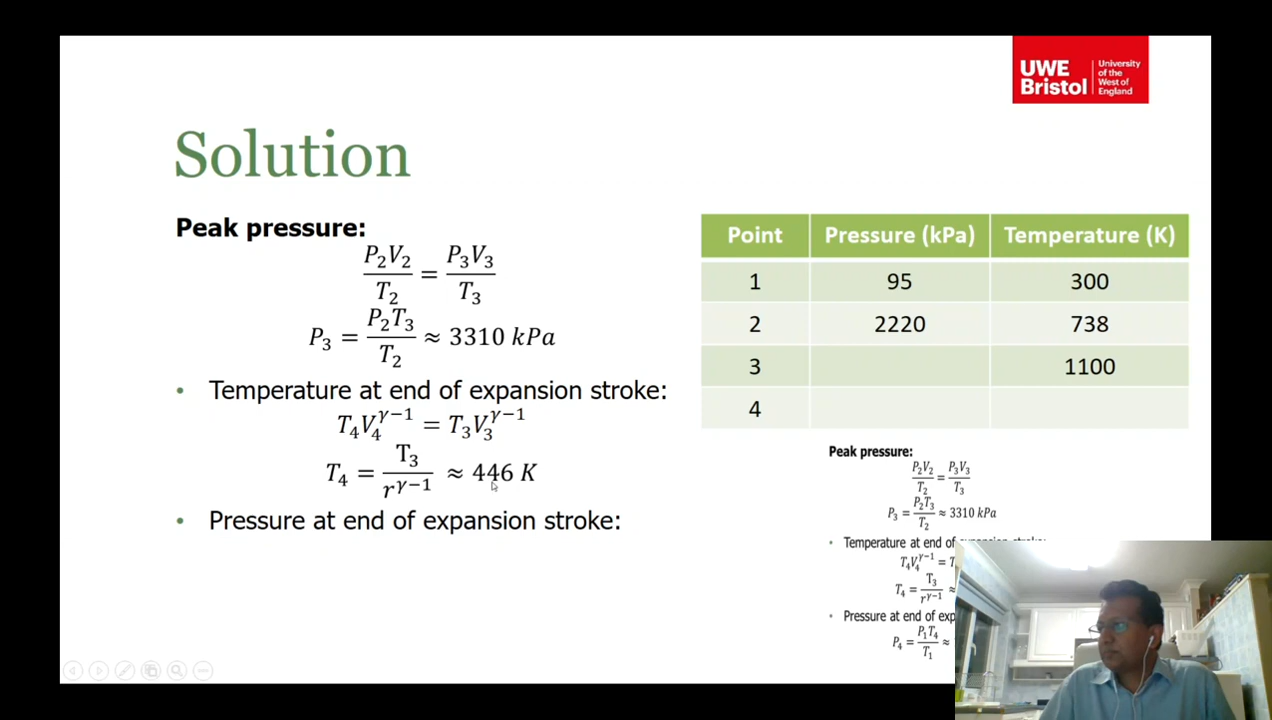 UWE
Bristol
University
of the
West of
England
Solution
Peak pressure:
P₂V₂/T₂ = P₃V₃/T₃
P₃ = P₂T₃/T₂ ≈ 3310 kPa
• Temperature at end of expansion stroke:
T₄V₄^(γ−1) = T₃V₃^(γ−1)
T₄ = T₃/r^(γ−1) ≈ 446 K
• Pressure at end of expansion stroke:
Point Pressure (kPa) Temperature (K)
1 95 300
2 2220 738
3 1100
4
Peak pressure:
P₂V₂/T₂ = P₃V₃/T₃
P₃ = P₂T₃/T₂ ≈ 3310 kPa
• Temperature at end of
T₄V₄^(γ−1) = T
T₄ = T₃/r^(γ−1) ≈
• Pressure at end of exp
P₄ = P₁T₄/T₁ ≈